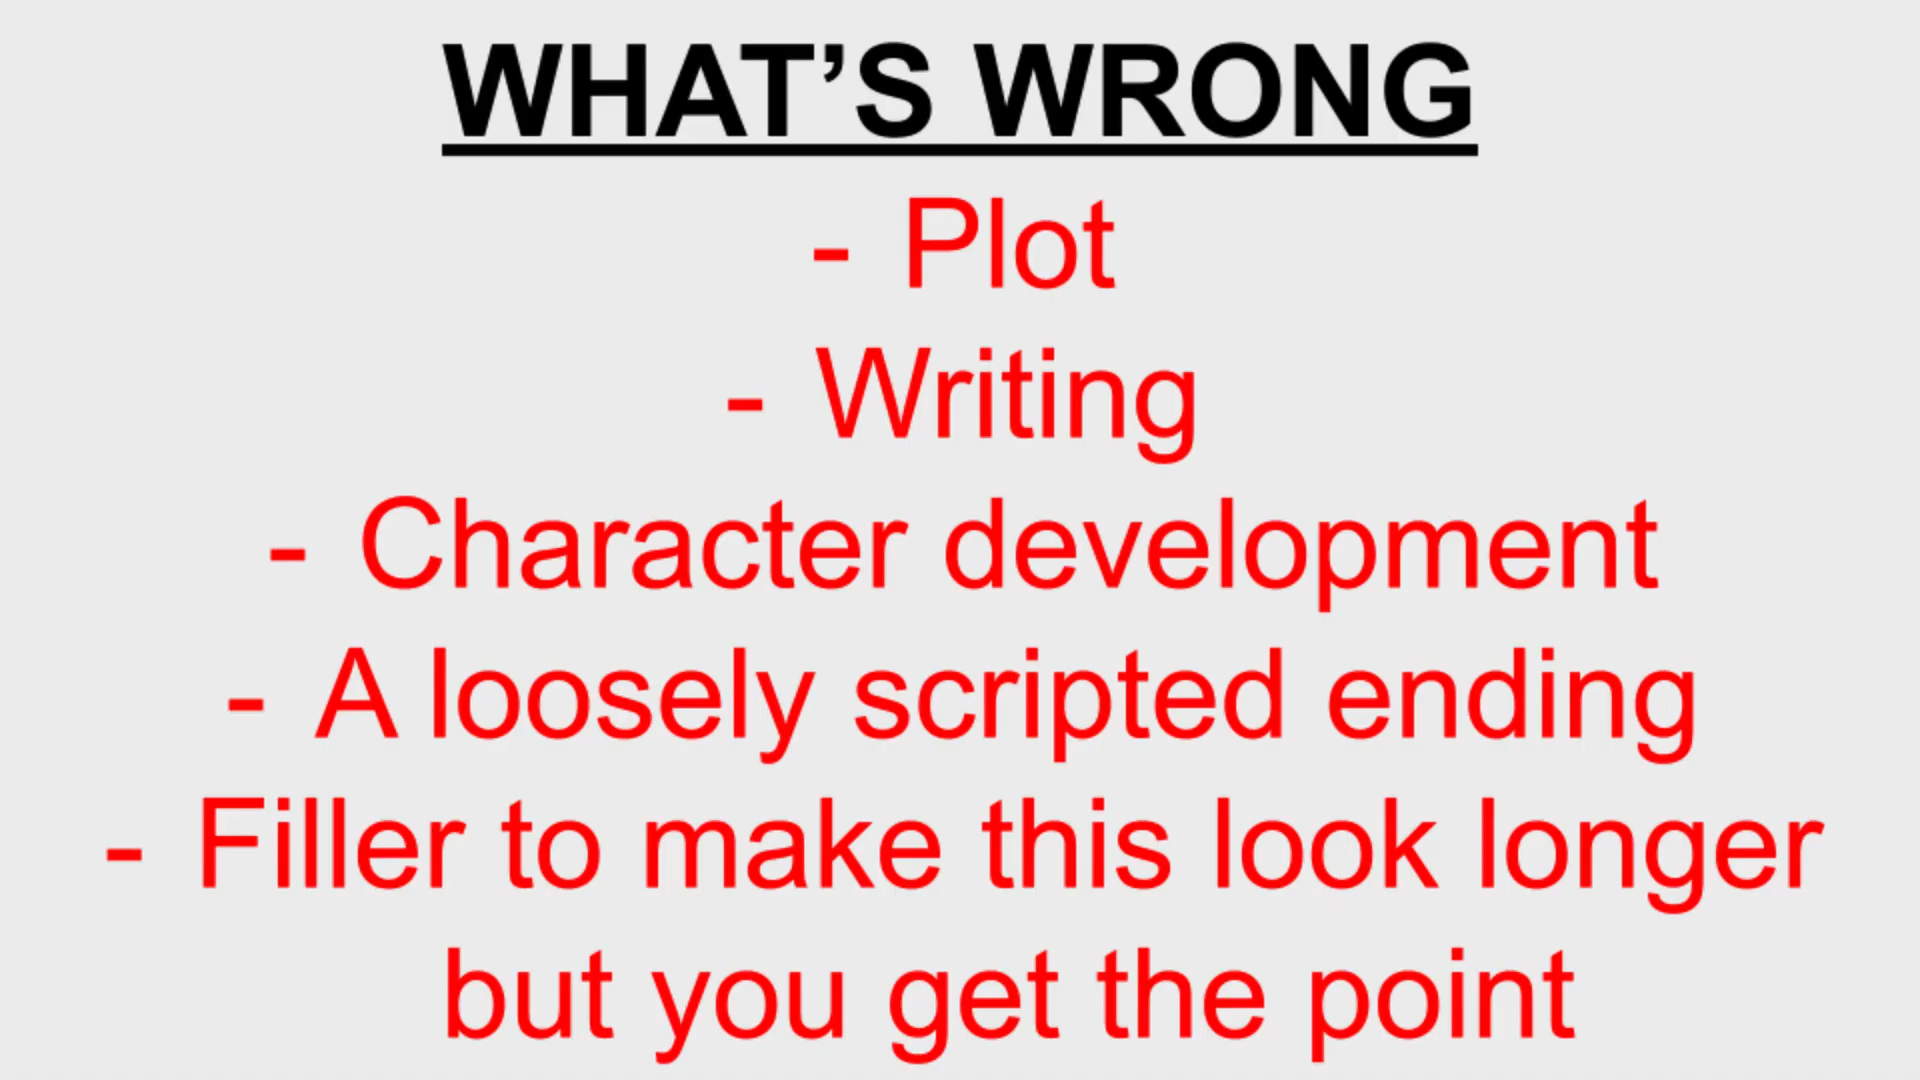 WHAT’S WRONG
- Plot
- Writing
- Character development
- A loosely scripted ending
- Filler to make this look longer
but you get the point